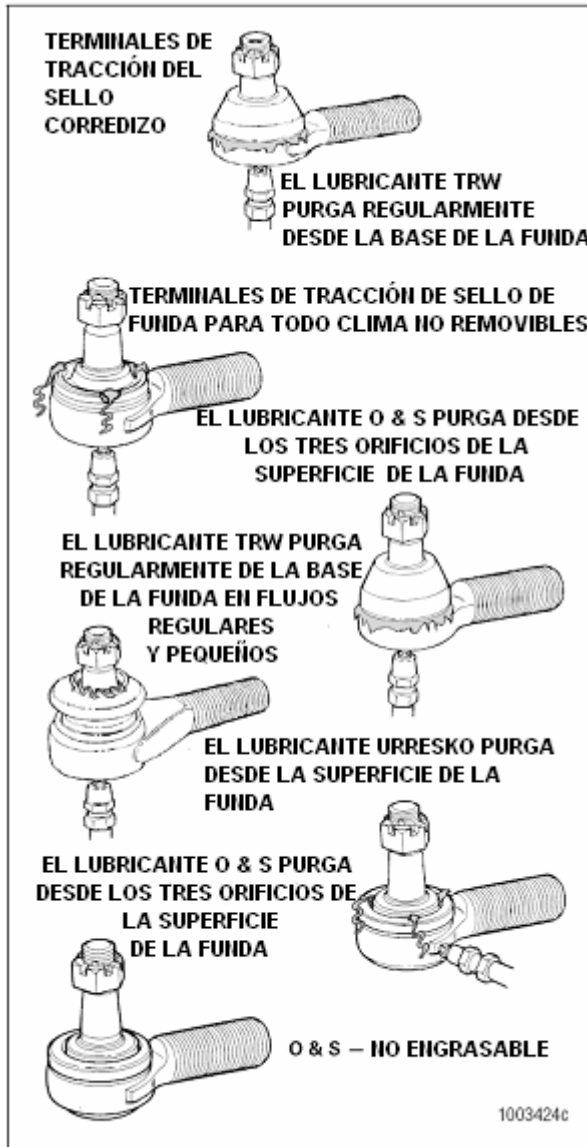 TERMINALES DE
TRACCIÓN DEL
SELLO
CORREDIZO
EL LUBRICANTE TRW
PURGA REGULARMENTE
DESDE LA BASE DE LA FUNDA
TERMINALES DE TRACCIÓN DE SELLO DE
FUNDA PARA TODO CLIMA NO REMOVIBLES
EL LUBRICANTE O & S PURGA DESDE
LOS TRES ORIFICIOS DE LA
SUPERFICIE DE LA FUNDA
EL LUBRICANTE TRW PURGA
REGULARMENTE DE LA BASE
DE LA FUNDA EN FLUJOS
REGULARES
Y PEQUEÑOS
EL LUBRICANTE URRESKO PURGA
DESDE LA SUPERFICIE DE LA
FUNDA
EL LUBRICANTE O & S PURGA
DESDE LOS TRES ORIFICIOS DE
LA SUPERFICIE
DE LA FUNDA
O & S – NO ENGRASABLE
1003424c